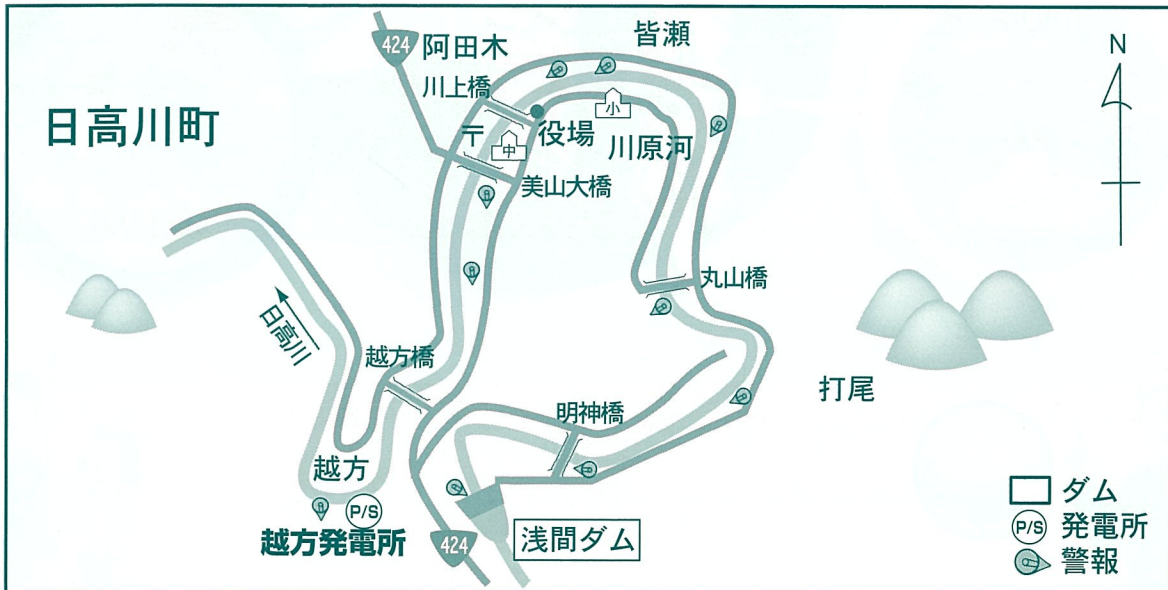 424
阿田木
皆瀬
N
川上橋
日高川町
〒
中
役場
小
川原河
美山大橋
丸山橋
日高川
越方橋
打尾
明神橋
越方
P/S
越方発電所
424
浅間ダム
ダム
P/S 発電所
警報